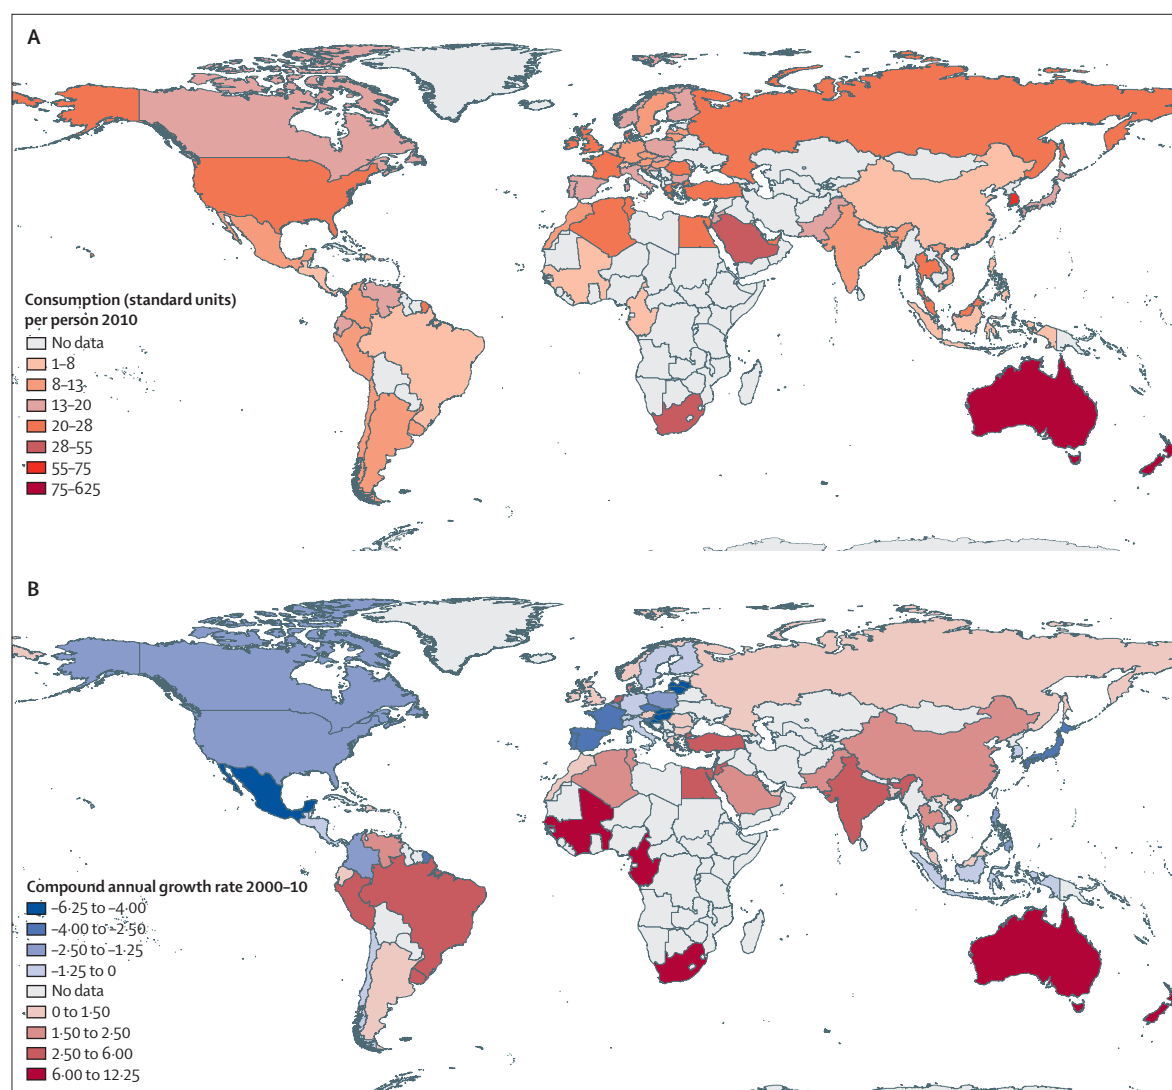 A
Consumption (standard units)
per person 2010
No data
1–8
8–13
13–20
20–28
28–55
55–75
75–625
B
Compound annual growth rate 2000–10
–6·25 to –4·00
–4·00 to –2·50
–2·50 to –1·25
–1·25 to 0
No data
0 to 1·50
1·50 to 2·50
2·50 to 6·00
6·00 to 12·25